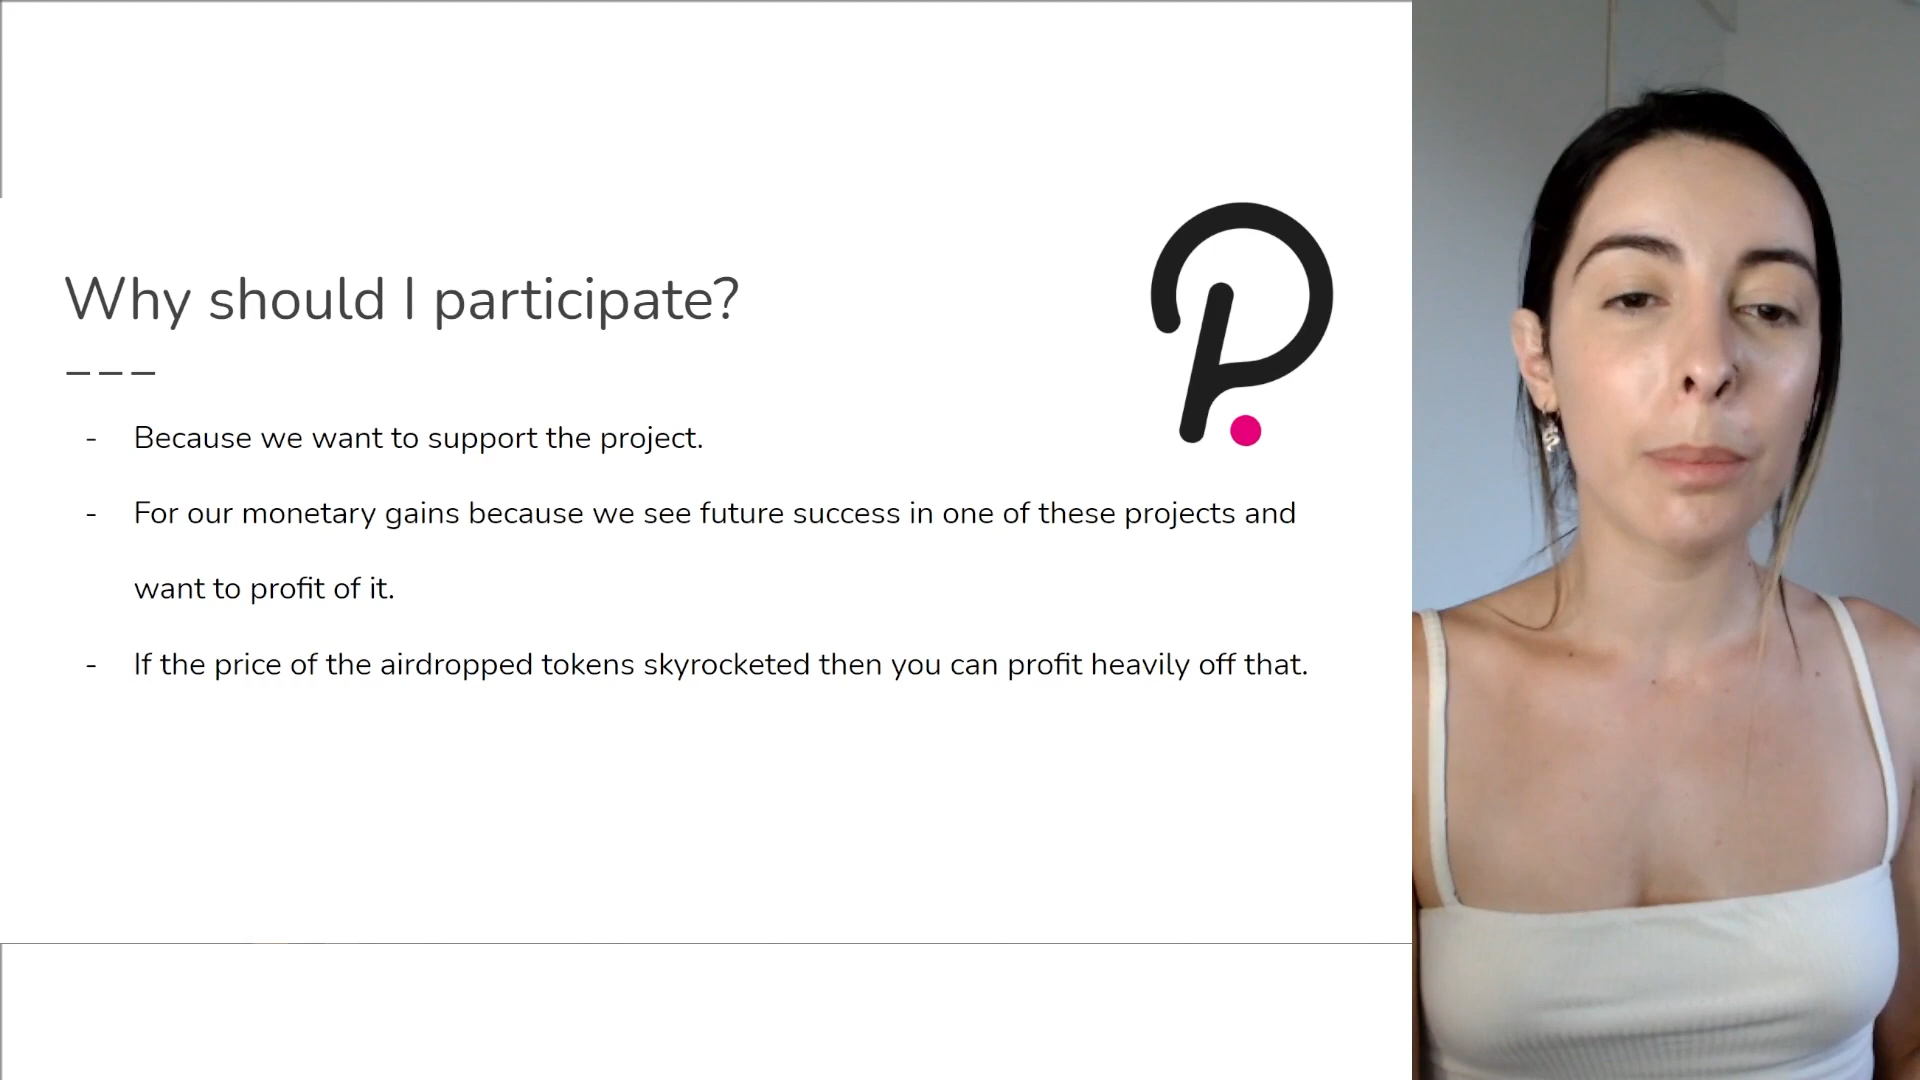 Why should I participate?
- Because we want to support the project.
- For our monetary gains because we see future success in one of these projects and
want to profit of it.
- If the price of the airdropped tokens skyrocketed then you can profit heavily off that.